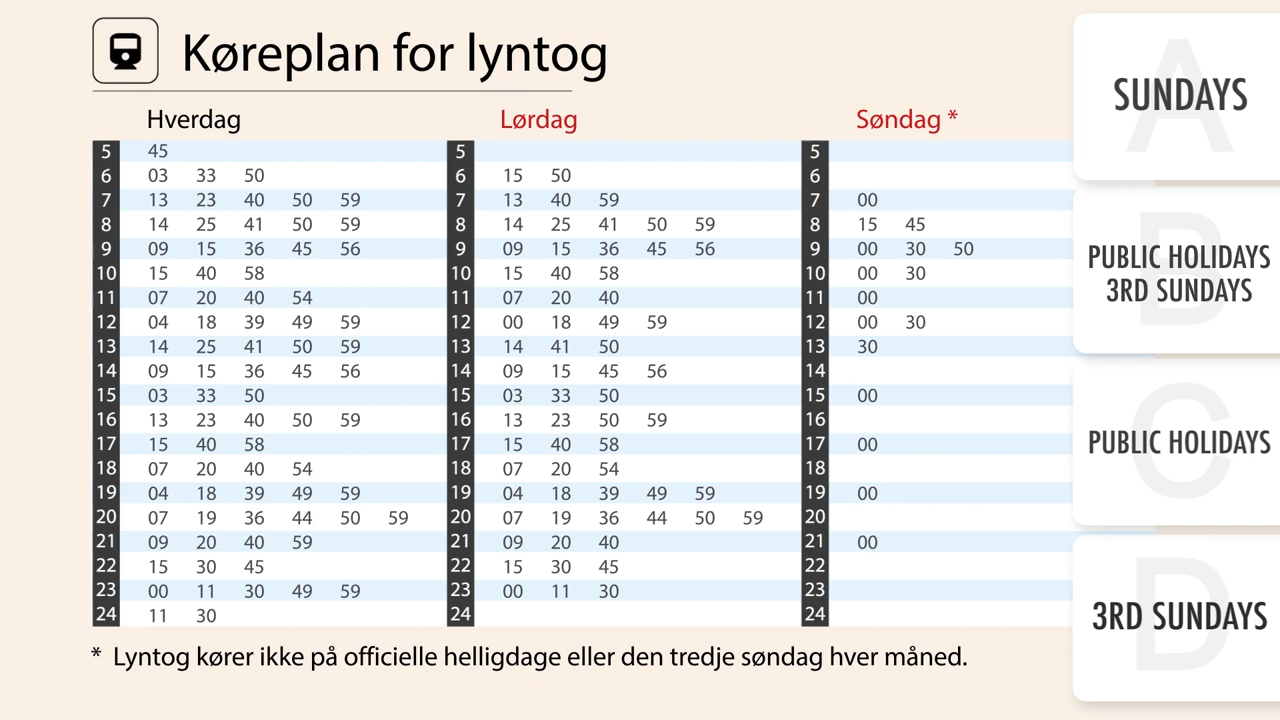 Køreplan for lyntog
Hverdag Lørdag Søndag *
5 45 5 5
6 03 33 50 6 15 50 6
7 13 23 40 50 59 7 13 40 59 7 00
8 14 25 41 50 59 8 14 25 41 50 59 8 15 45
9 09 15 36 45 56 9 09 15 36 45 56 9 00 30 50
10 15 40 58 10 15 40 58 10 00 30
11 07 20 40 54 11 07 20 40 11 00
12 04 18 39 49 59 12 00 18 49 59 12 00 30
13 14 25 41 50 59 13 14 41 50 13 30
14 09 15 36 45 56 14 09 15 45 56 14
15 03 33 50 15 03 33 50 15 00
16 13 23 40 50 59 16 13 23 50 59 16
17 15 40 58 17 15 40 58 17 00
18 07 20 40 54 18 07 20 54 18
19 04 18 39 49 59 19 04 18 39 49 59 19 00
20 07 19 36 44 50 59 20 07 19 36 44 50 59 20
21 09 20 40 59 21 09 20 40 21 00
22 15 30 45 22 15 30 45 22
23 00 11 30 49 59 23 00 11 30 23
24 11 30 24 24
* Lyntog kører ikke på officielle helligdage eller den tredje søndag hver måned.
A
SUNDAYS
B
PUBLIC HOLIDAYS
3RD SUNDAYS
C
PUBLIC HOLIDAYS
D
3RD SUNDAYS